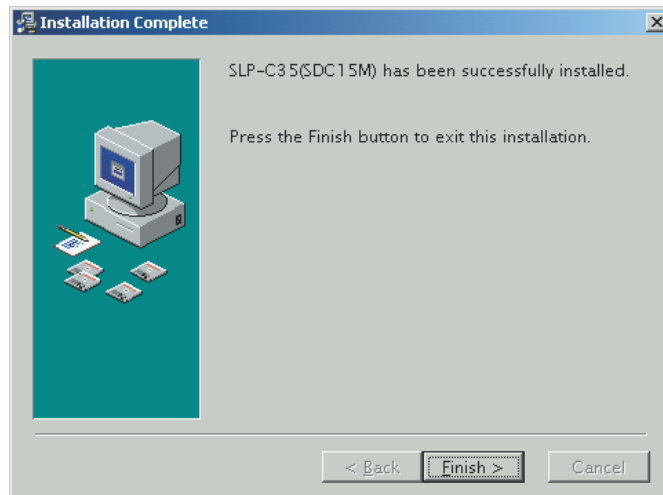 Installation Complete
SLP-C35(SDC15M) has been successfully installed.
Press the Finish button to exit this installation.
< Back
Finish >
Cancel